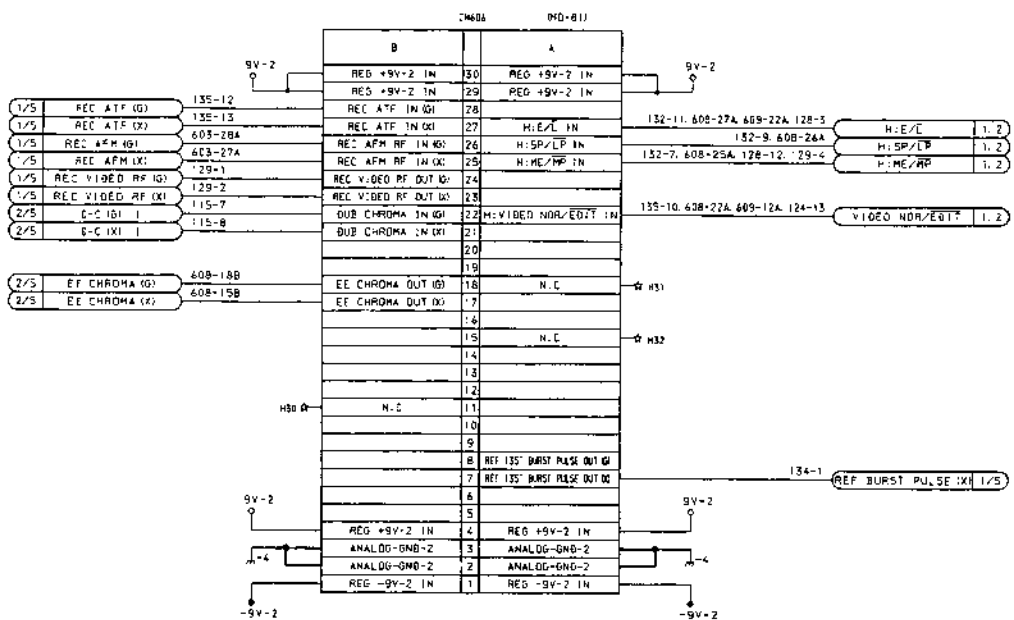 CN606 (MD-81)
B A
9V-2 REG +9V-2 IN 30 REG +9V-2 IN 9V-2
REG +9V-2 IN 29 REG +9V-2 IN
1/5 REC ATF (G) 135-12 REC ATF IN (G) 28
1/5 REC ATF (X) 135-13 REC ATF IN (X) 27 H:E/L IN 132-11, 608-27A, 609-22A, 128-3 H:E/L 1, 2
1/5 REC AFM (G) 603-28A REC AFM RF IN (G) 26 H:SP/LP IN 132-9, 608-26A H:SP/LP 1, 2
1/5 REC AFM (X) 603-27A REC AFM RF IN (X) 25 H:ME/MP IN 132-7, 608-25A, 128-12, 129-4 H:ME/MP 1, 2
1/5 REC VIDEO RF (G) 129-1 REC VIDEO RF OUT (G) 24
1/5 REC VIDEO RF (X) 129-2 REC VIDEO RF OUT (X) 23
2/5 D-C (G) I 115-7 DUB CHROMA IN (G) 22 H:VIDEO NOR/EDIT IN 135-10, 608-22A, 609-12A, 124-43 VIDEO NOR/EDIT 1, 2
2/5 D-C (X) I 115-8 DUB CHROMA IN (X) 21
20
19
2/5 EE CHROMA (G) 608-18B EE CHROMA OUT (G) 18 N.C ☆ H31
2/5 EE CHROMA (X) 608-15B EE CHROMA OUT (X) 17
16
15 N.C ☆ H32
14
13
12
H30 ☆ N.C 11
10
9
8 REF 135° BURST PULSE OUT (G)
7 REF 135° BURST PULSE OUT (X) 134-1 REF BURST PULSE (X) 1/5
6
9V-2 5 9V-2
REG +9V-2 IN 4 REG +9V-2 IN
-4 ANALOG-GND-2 3 ANALOG-GND-2 -4
ANALOG-GND-2 2 ANALOG-GND-2
REG -9V-2 IN 1 REG -9V-2 IN
-9V-2 -9V-2